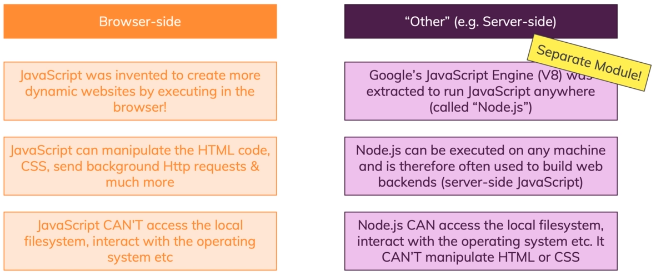 Browser-side
JavaScript was invented to create more
dynamic websites by executing in the
browser!
JavaScript can manipulate the HTML code,
CSS, send background Http requests &
much more
JavaScript CAN'T access the local
filesystem, interact with the operating
system etc
“Other” (e.g. Server-side)
Separate Module!
Google's JavaScript Engine (V8) was
extracted to run JavaScript anywhere
(called “Node.js”)
Node.js can be executed on any machine
and is therefore often used to build web
backends (server-side JavaScript)
Node.js CAN access the local filesystem,
interact with the operating system etc. It
CAN'T manipulate HTML or CSS